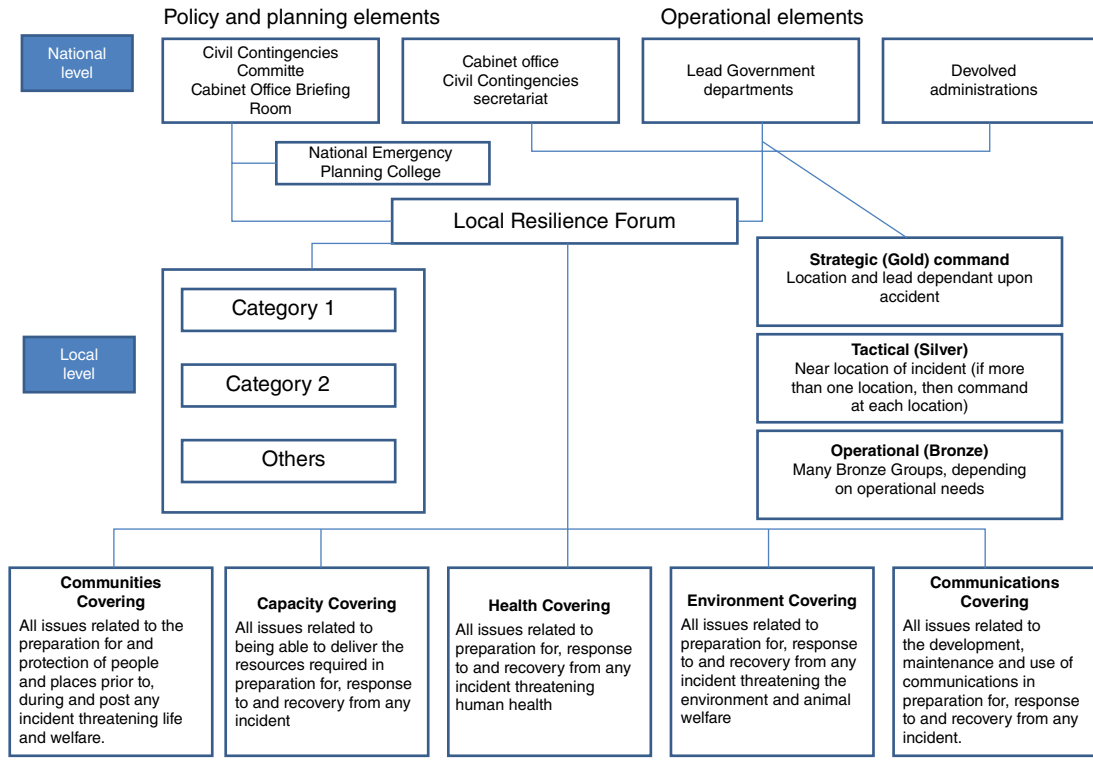 Policy and planning elements
Operational elements
National
level
Civil Contingencies
Committe
Cabinet Office Briefing
Room
Cabinet office
Civil Contingencies
secretariat
Lead Government
departments
Devolved
administrations
National Emergency
Planning College
Local Resilience Forum
Strategic (Gold) command
Location and lead dependant upon
accident
Category 1
Local
level
Tactical (Silver)
Near location of incident (if more
than one location, then command
at each location)
Category 2
Others
Operational (Bronze)
Many Bronze Groups, depending
on operational needs
Communities
Covering
All issues related to the
preparation for and
protection of people
and places prior to,
during and post any
incident threatening life
and welfare.
Capacity Covering
All issues related to
being able to deliver the
resources required in
preparation for, response
to and recovery from any
incident
Health Covering
All issues related to
preparation for, response
to and recovery from any
incident threatening
human health
Environment Covering
All issues related to
preparation for, response
to and recovery from any
incident threatening the
environment and animal
welfare
Communications
Covering
All issues related to
the development,
maintenance and use of
communications in
preparation for, response
to and recovery from any
incident.